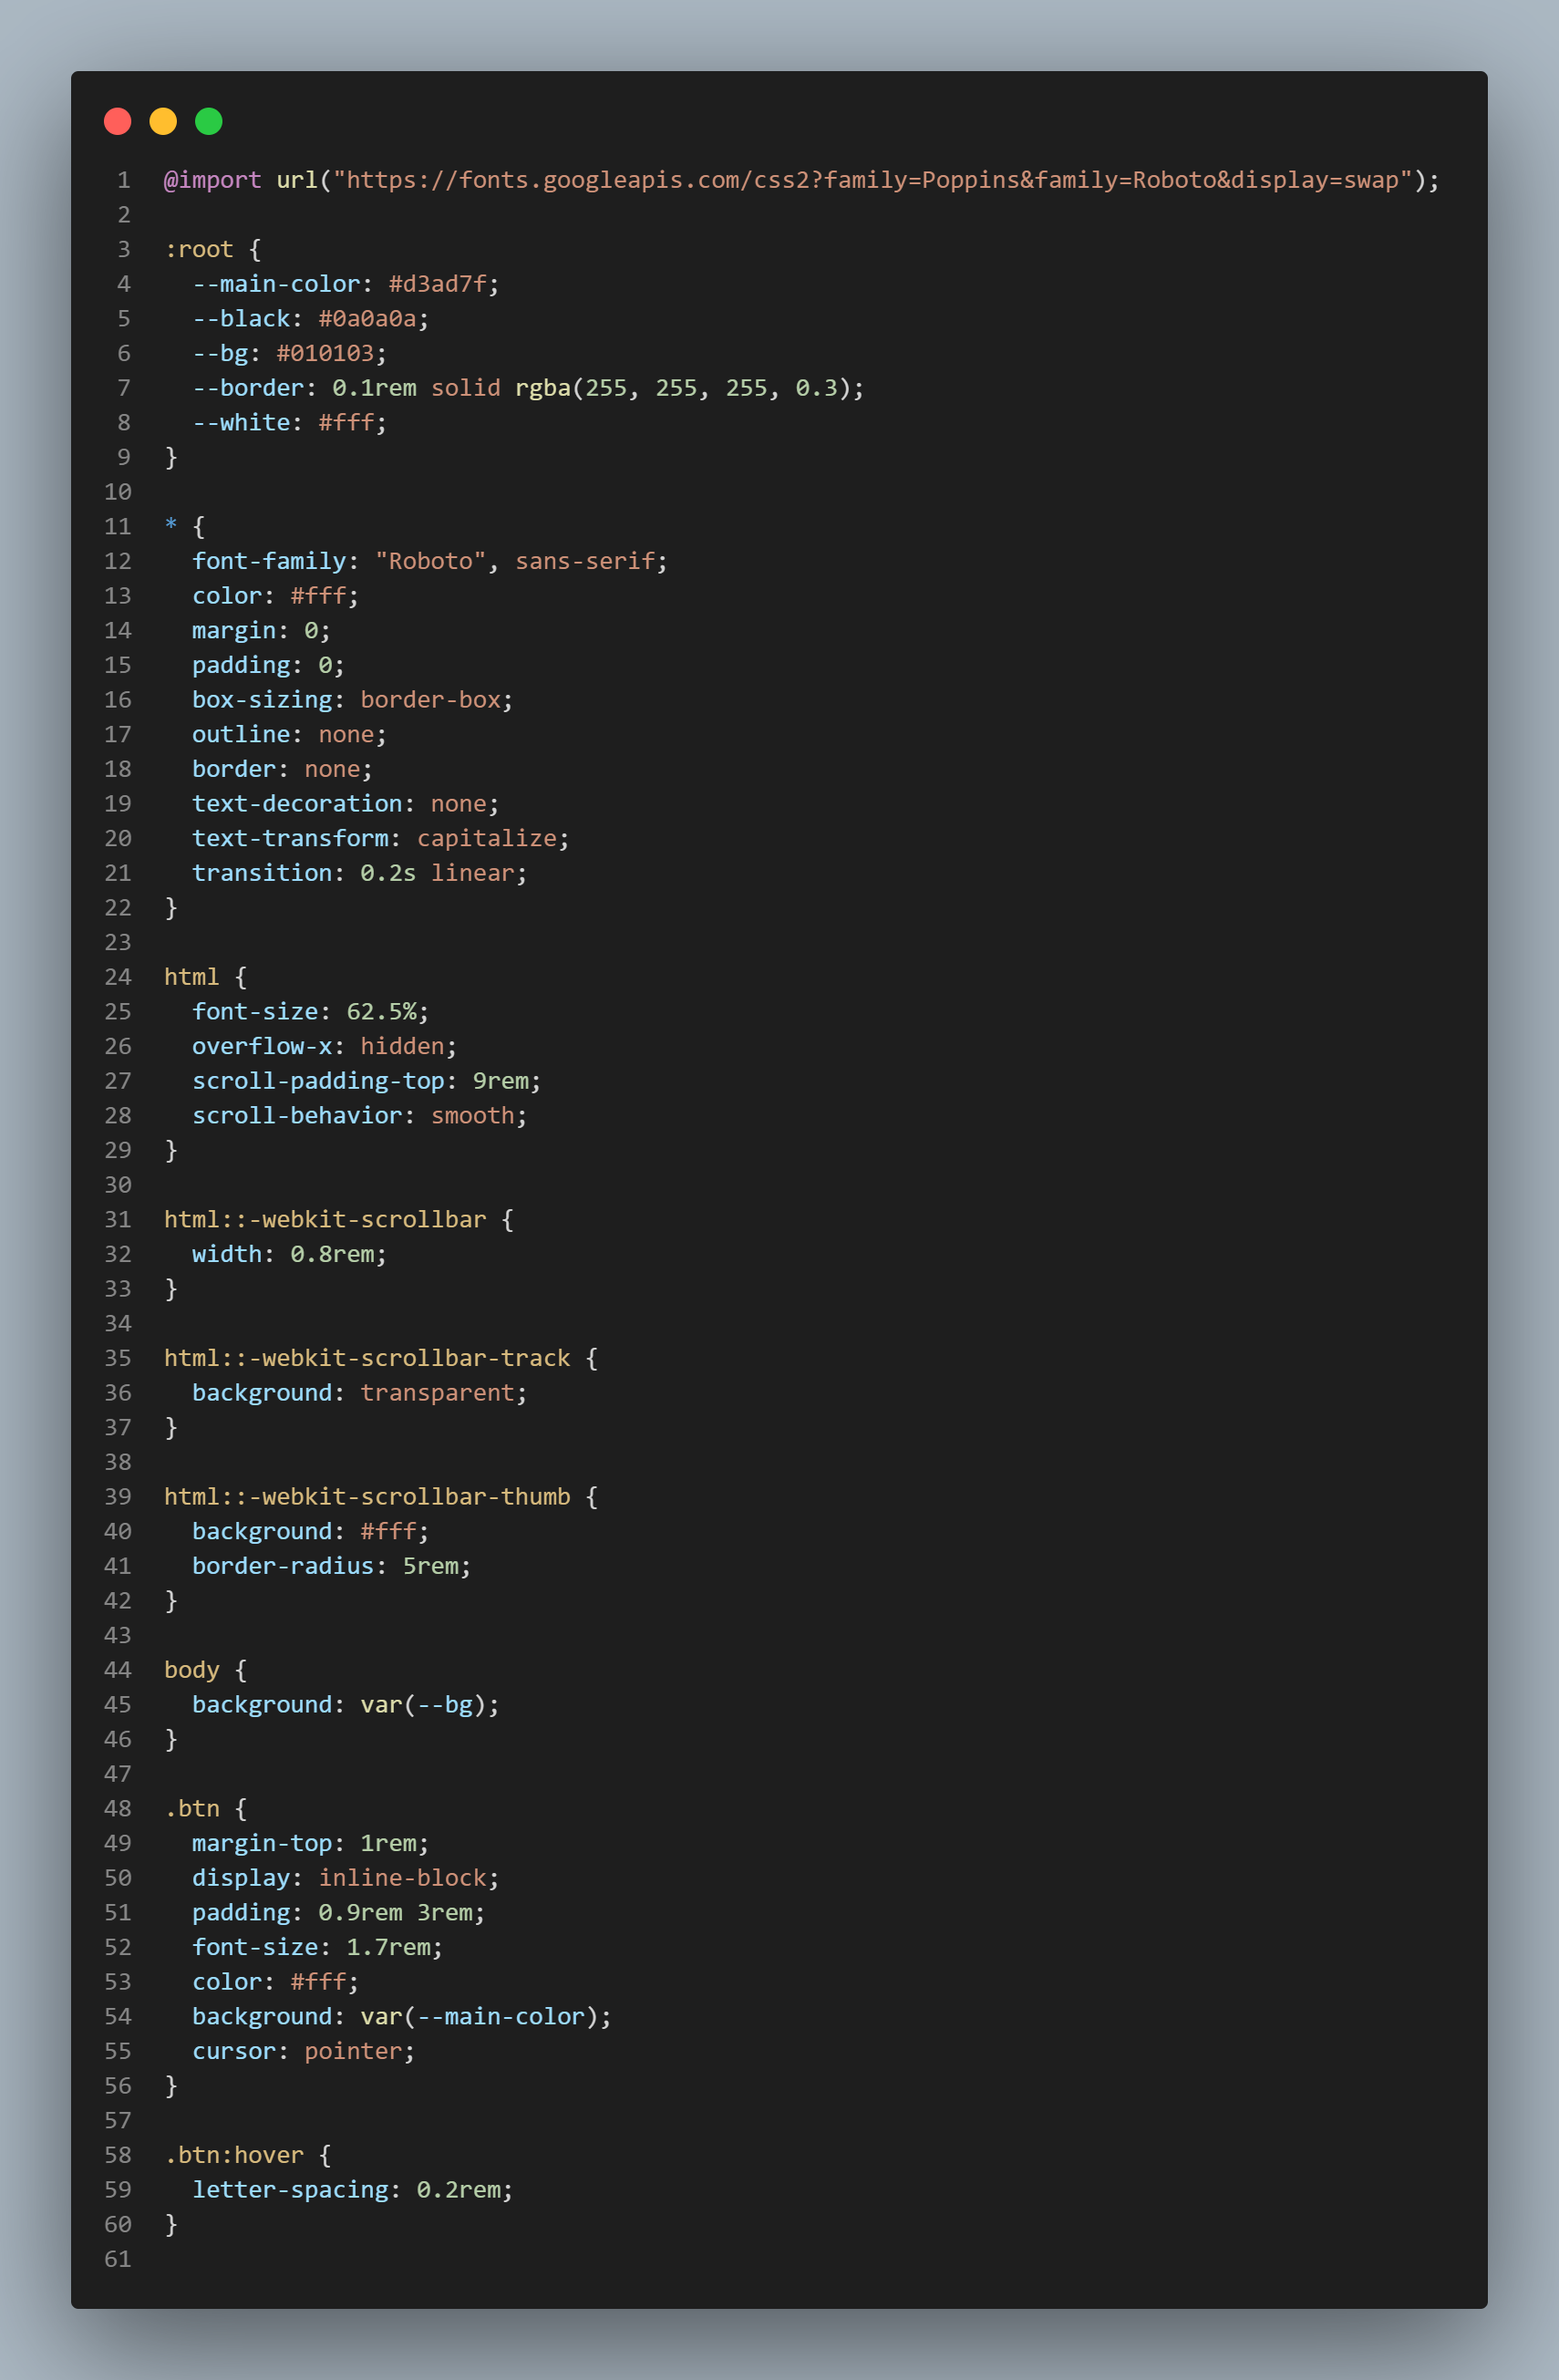 1 @import url("https://fonts.googleapis.com/css2?family=Poppins&family=Roboto&display=swap");
2
3 :root {
4   --main-color: #d3ad7f;
5   --black: #0a0a0a;
6   --bg: #010103;
7   --border: 0.1rem solid rgba(255, 255, 255, 0.3);
8   --white: #fff;
9 }
10
11 * {
12   font-family: "Roboto", sans-serif;
13   color: #fff;
14   margin: 0;
15   padding: 0;
16   box-sizing: border-box;
17   outline: none;
18   border: none;
19   text-decoration: none;
20   text-transform: capitalize;
21   transition: 0.2s linear;
22 }
23
24 html {
25   font-size: 62.5%;
26   overflow-x: hidden;
27   scroll-padding-top: 9rem;
28   scroll-behavior: smooth;
29 }
30
31 html::-webkit-scrollbar {
32   width: 0.8rem;
33 }
34
35 html::-webkit-scrollbar-track {
36   background: transparent;
37 }
38
39 html::-webkit-scrollbar-thumb {
40   background: #fff;
41   border-radius: 5rem;
42 }
43
44 body {
45   background: var(--bg);
46 }
47
48 .btn {
49   margin-top: 1rem;
50   display: inline-block;
51   padding: 0.9rem 3rem;
52   font-size: 1.7rem;
53   color: #fff;
54   background: var(--main-color);
55   cursor: pointer;
56 }
57
58 .btn:hover {
59   letter-spacing: 0.2rem;
60 }
61